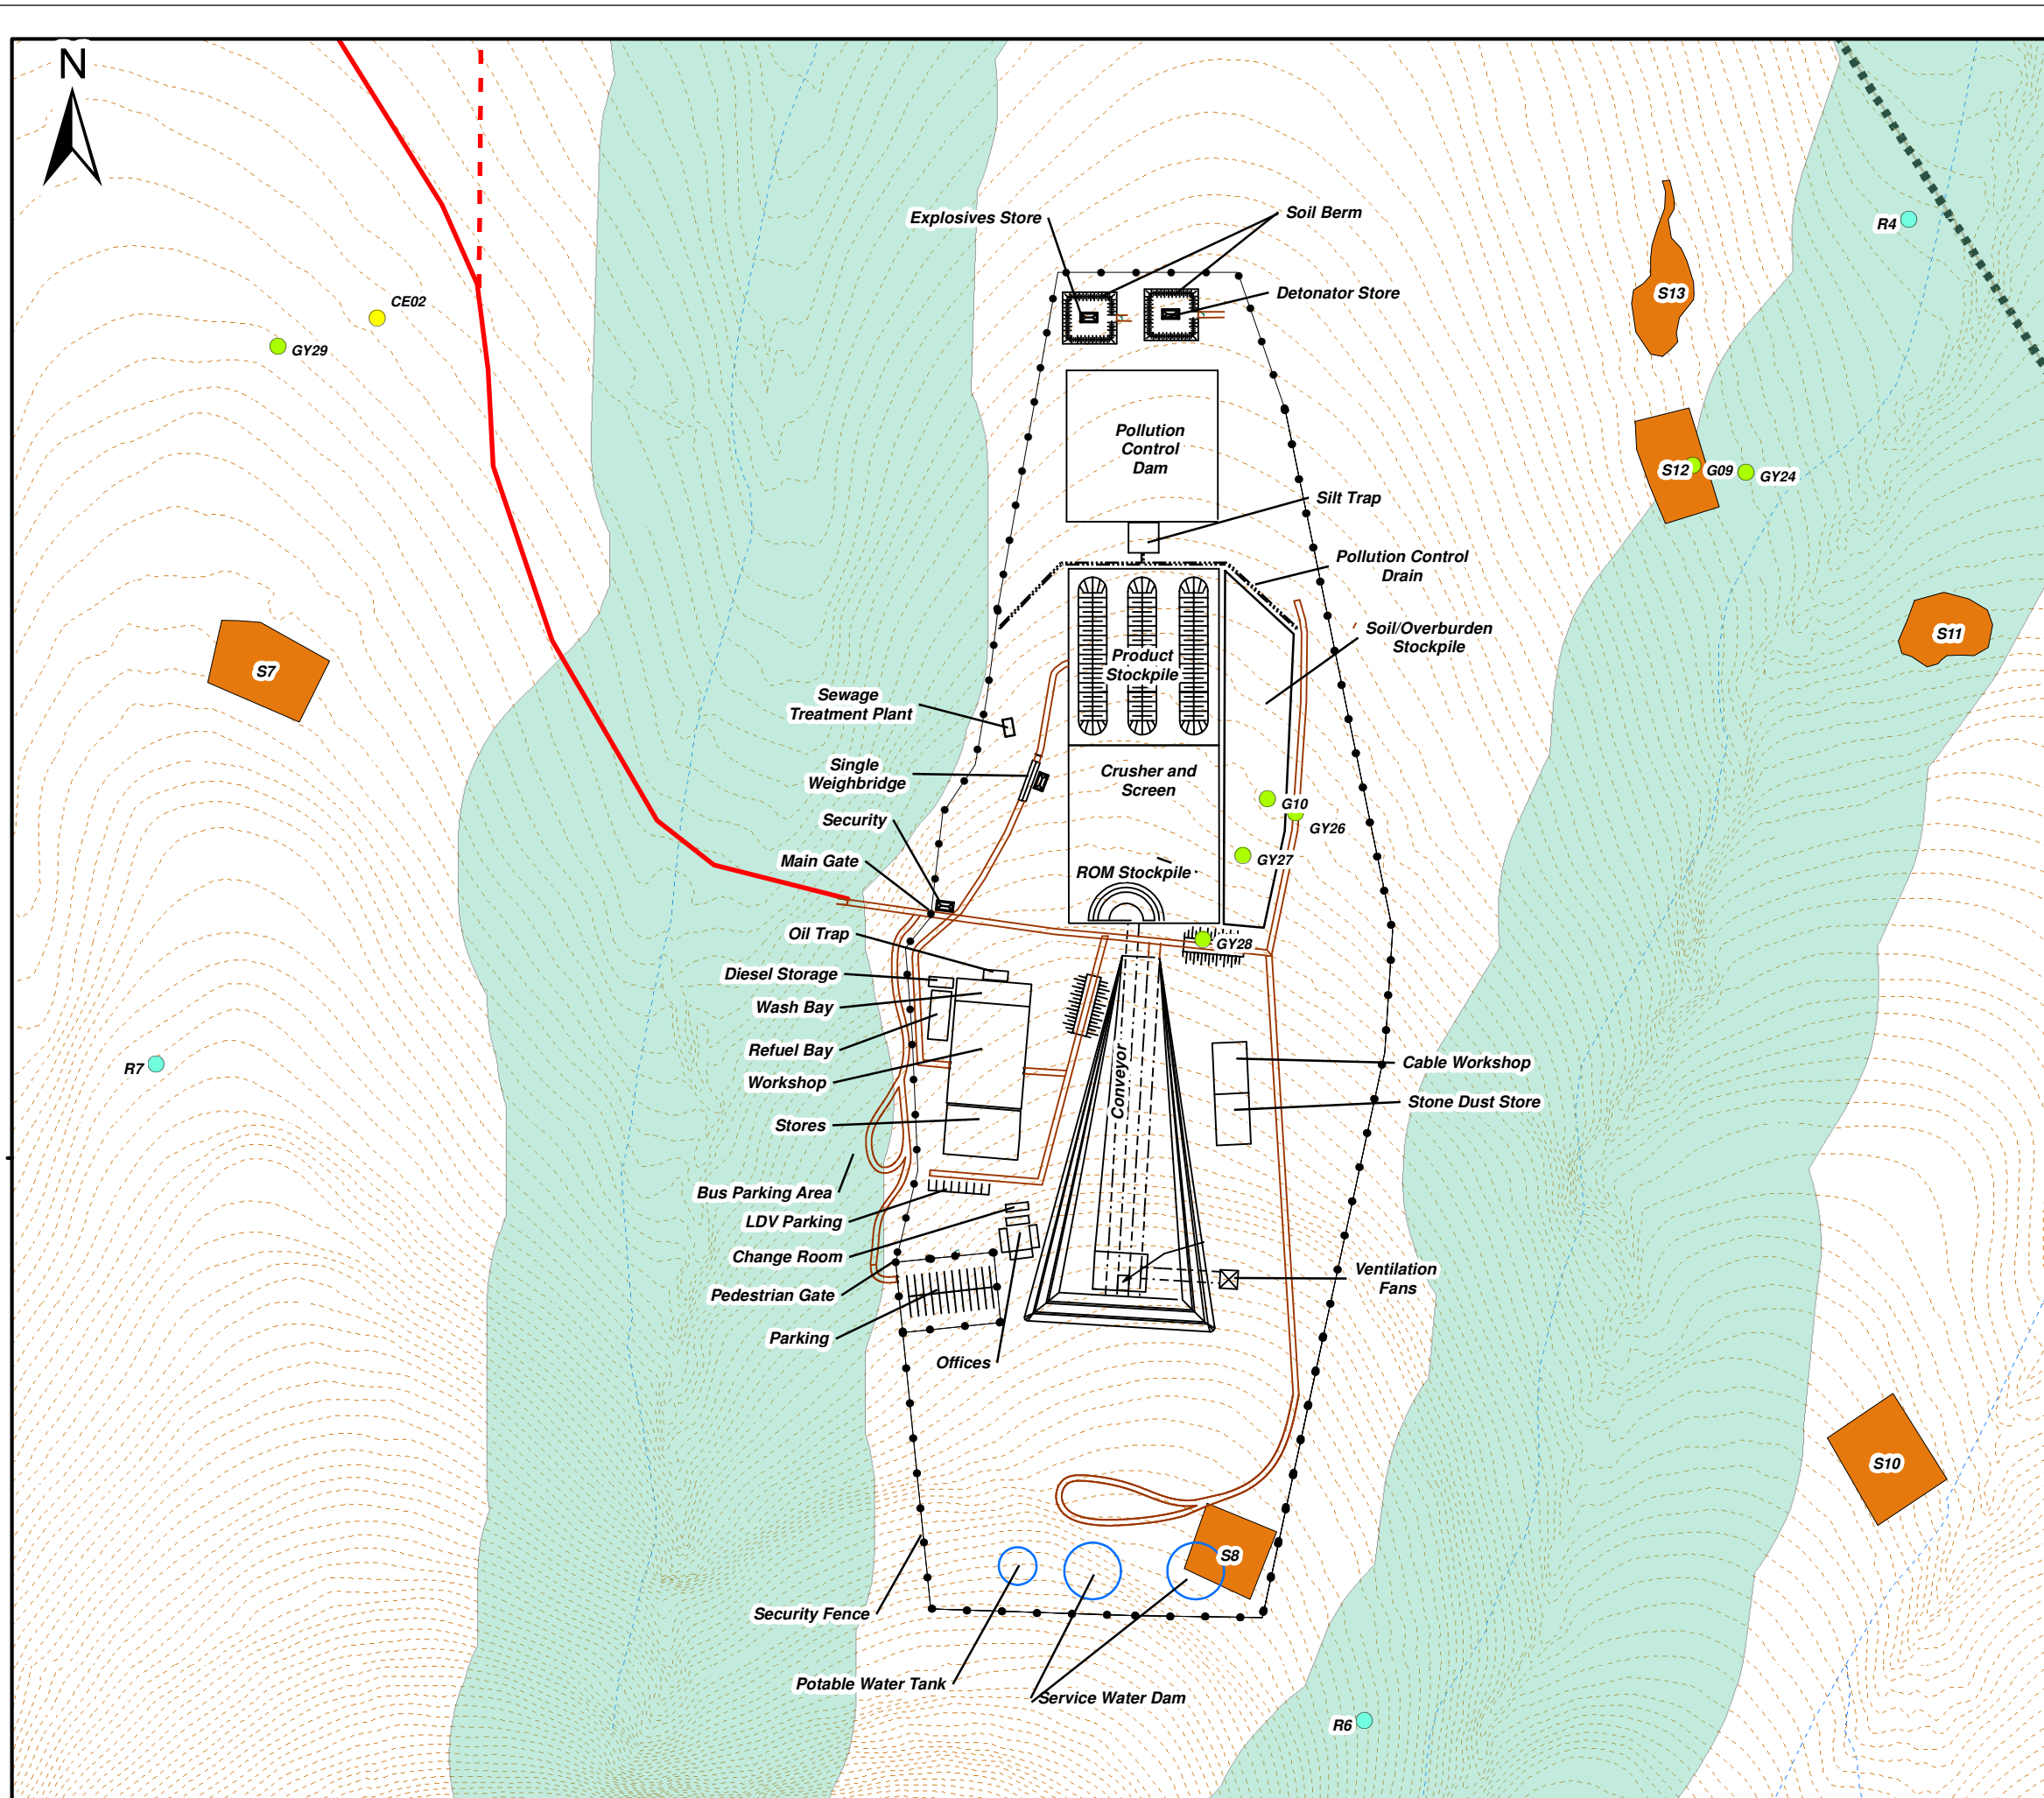 N
Explosives Store
Soil Berm
R4
Detonator Store
S13
CE02
GY29
Pollution
Control
Dam
S12
G09
GY24
Silt Trap
Pollution Control
Drain
Soil/Overburden
Stockpile
S11
S7
Product
Stockpile
Sewage
Treatment Plant
Single
Weighbridge
Crusher and
Screen
G10
Security
GY26
Main Gate
GY27
ROM Stockpile
Oil Trap
GY28
Diesel Storage
Wash Bay
Refuel Bay
R7
Cable Workshop
Workshop
Conveyor
Stone Dust Store
Stores
Bus Parking Area
LDV Parking
Change Room
Ventilation
Fans
Pedestrian Gate
Parking
Offices
S10
S8
Security Fence
Potable Water Tank
Service Water Dam
R6